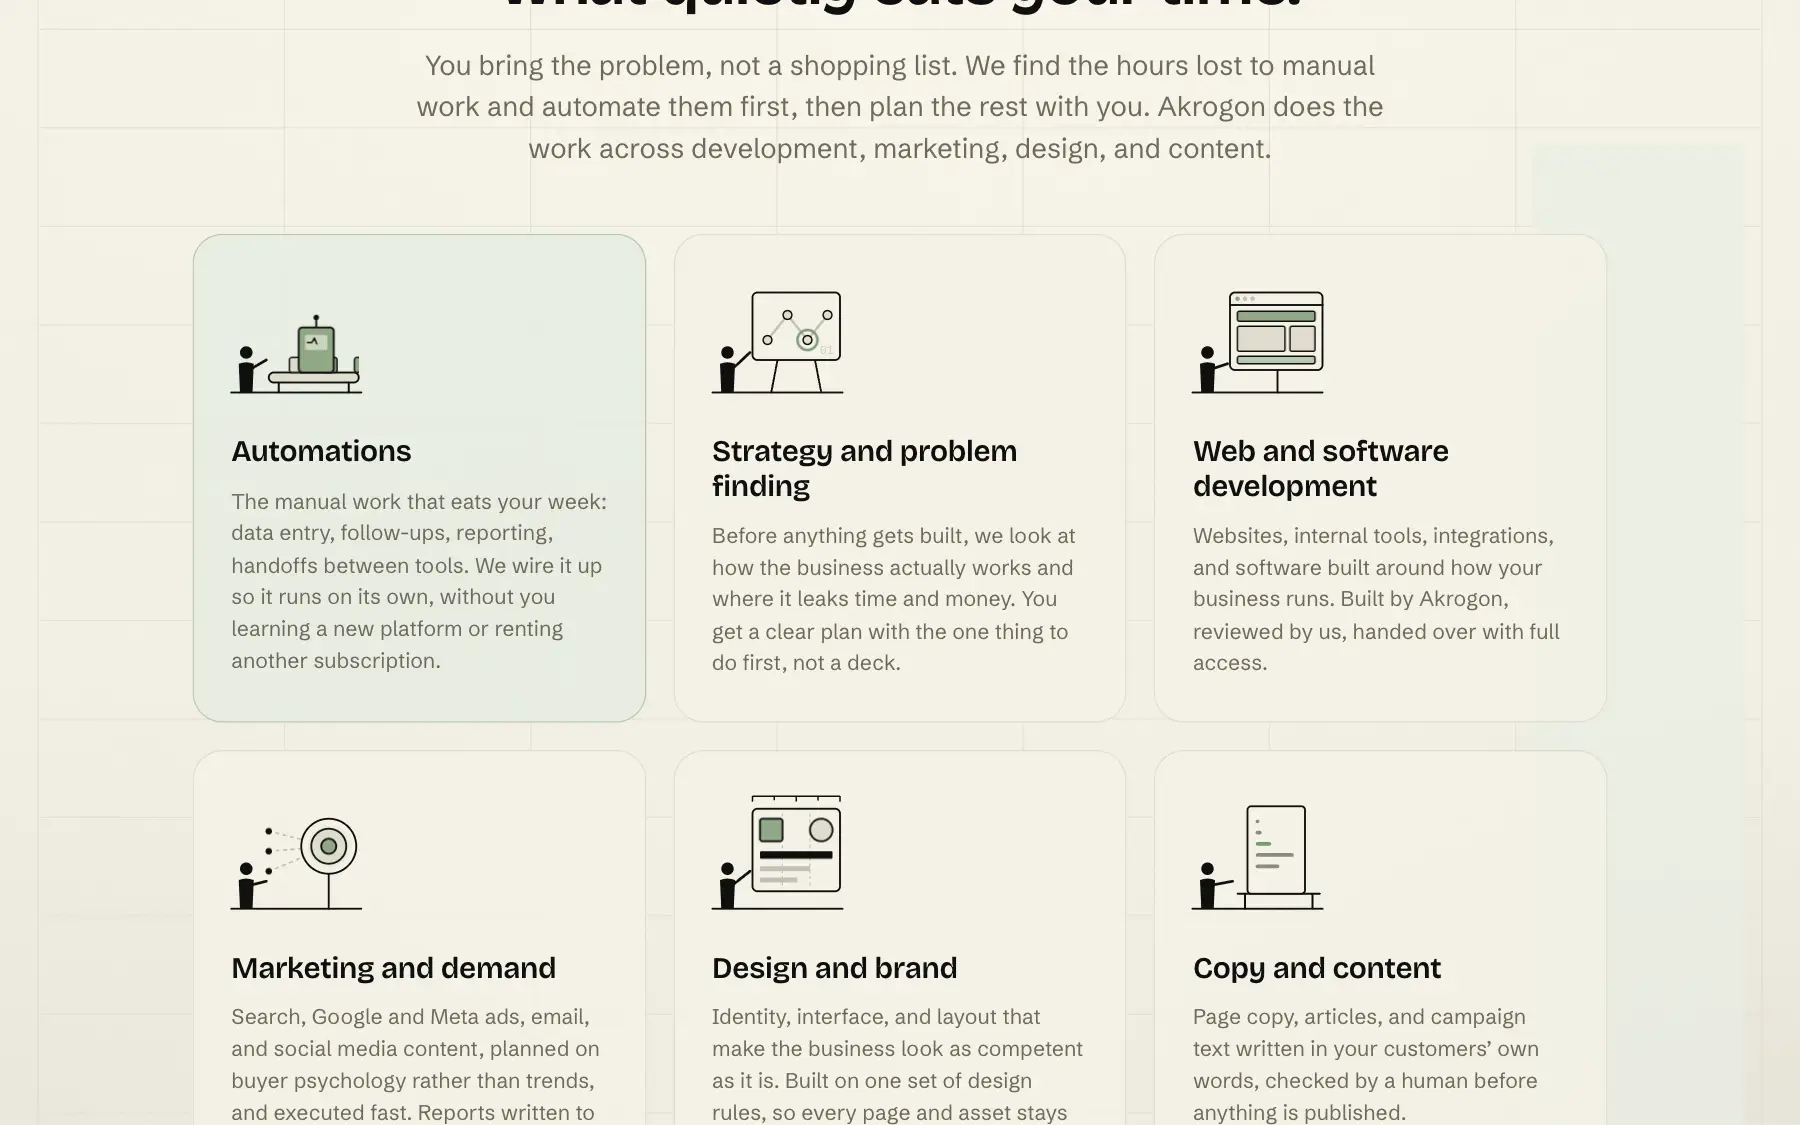 what quietly eats your time.
You bring the problem, not a shopping list. We find the hours lost to manual
work and automate them first, then plan the rest with you. Akrogon does the
work across development, marketing, design, and content.
Automations
The manual work that eats your week:
data entry, follow-ups, reporting,
handoffs between tools. We wire it up
so it runs on its own, without you
learning a new platform or renting
another subscription.
01
Strategy and problem
finding
Before anything gets built, we look at
how the business actually works and
where it leaks time and money. You
get a clear plan with the one thing to
do first, not a deck.
Web and software
development
Websites, internal tools, integrations,
and software built around how your
business runs. Built by Akrogon,
reviewed by us, handed over with full
access.
Marketing and demand
Search, Google and Meta ads, email,
and social media content, planned on
buyer psychology rather than trends,
and executed fast. Reports written to
Design and brand
Identity, interface, and layout that
make the business look as competent
as it is. Built on one set of design
rules, so every page and asset stays
Copy and content
Page copy, articles, and campaign
text written in your customers’ own
words, checked by a human before
anything is published.